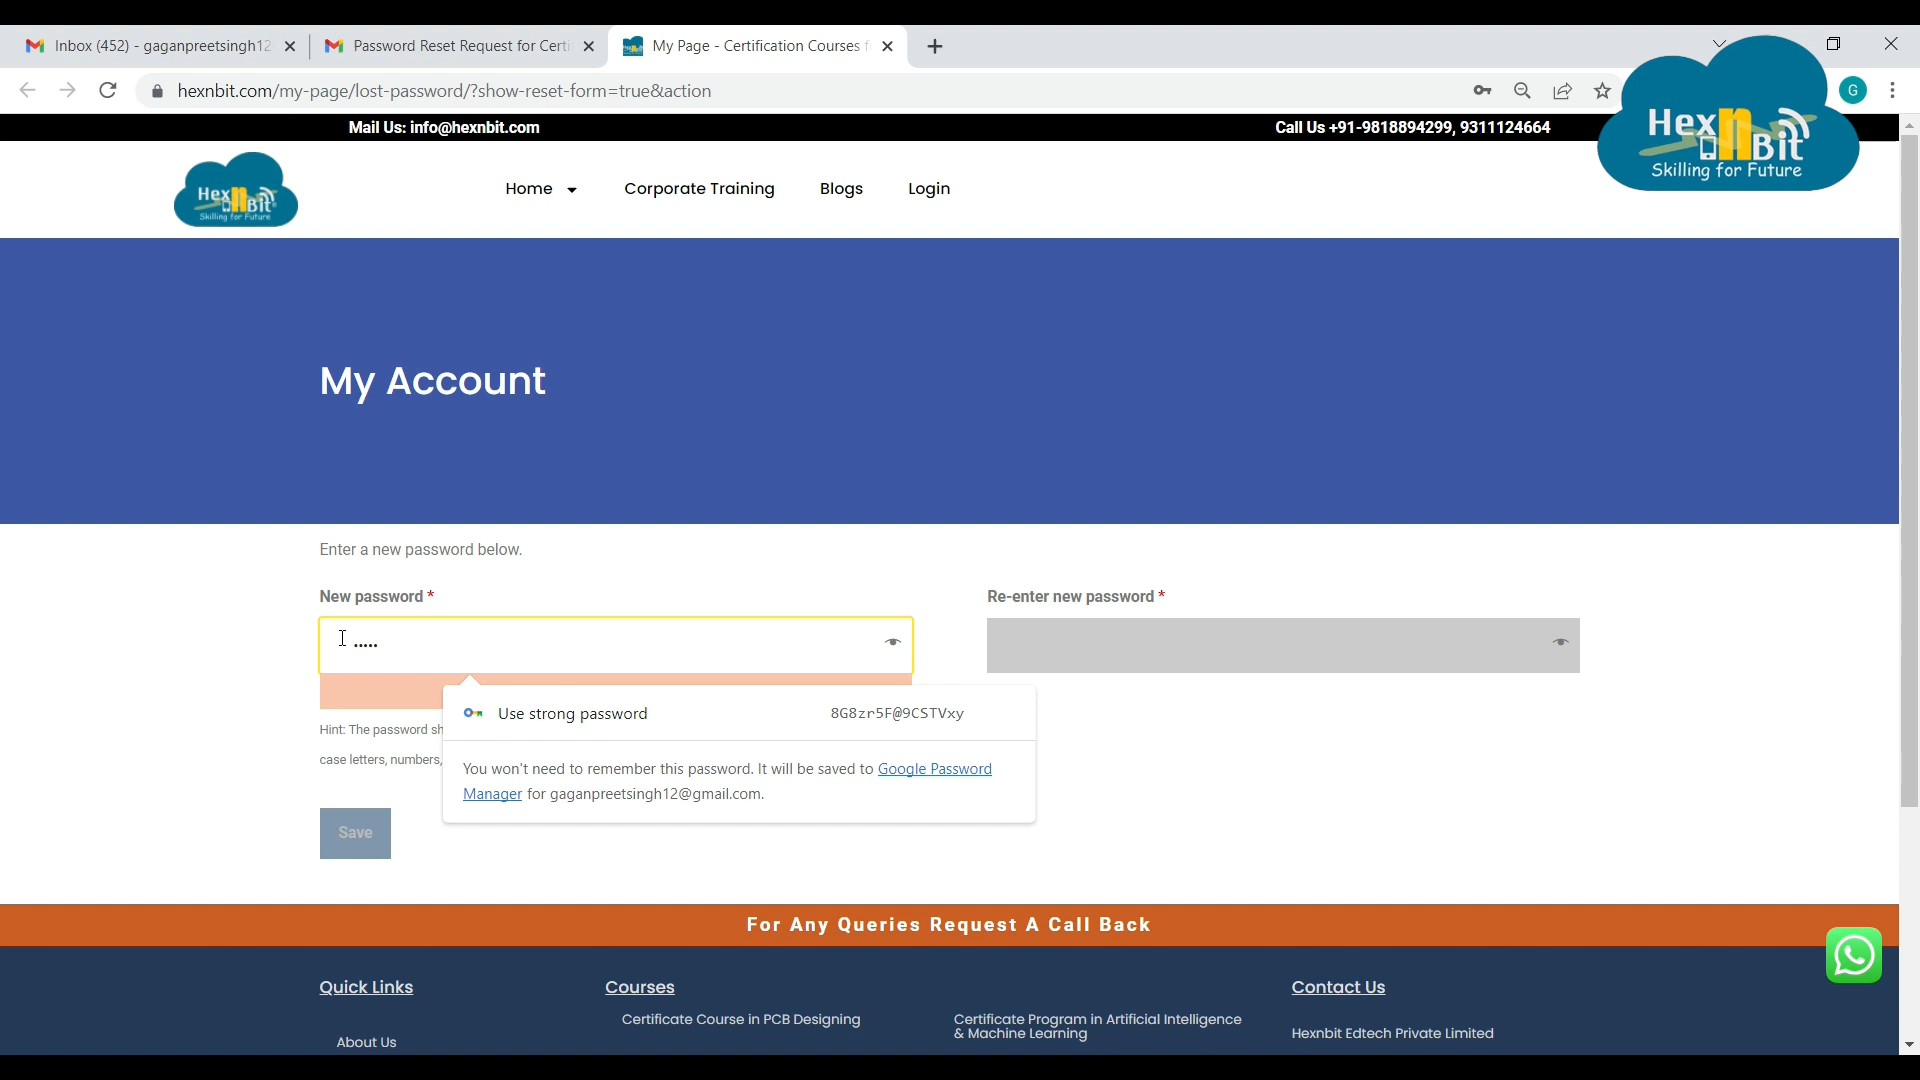 Inbox (452) - gaganpreetsingh12
Password Reset Request for Certi
My Page - Certification Courses f
hexnbit.com/my-page/lost-password/?show-reset-form=true&action
G
Mail Us: info@hexnbit.com
Call Us +91-9818894299, 9311124664
HexnBit
Skilling for Future
HexnBit
Skilling for Future
Home
Corporate Training
Blogs
Login
My Account
Enter a new password below.
New password *
Re-enter new password *
•••••
Use strong password
8G8zr5F@9CSTVxy
Hint: The password sh
case letters, numbers,
You won't need to remember this password. It will be saved to Google Password
Manager for gaganpreetsingh12@gmail.com.
Save
For Any Queries Request A Call Back
Quick Links
Courses
Contact Us
Certificate Course in PCB Designing
Certificate Program in Artificial Intelligence
& Machine Learning
Hexnbit Edtech Private Limited
About Us